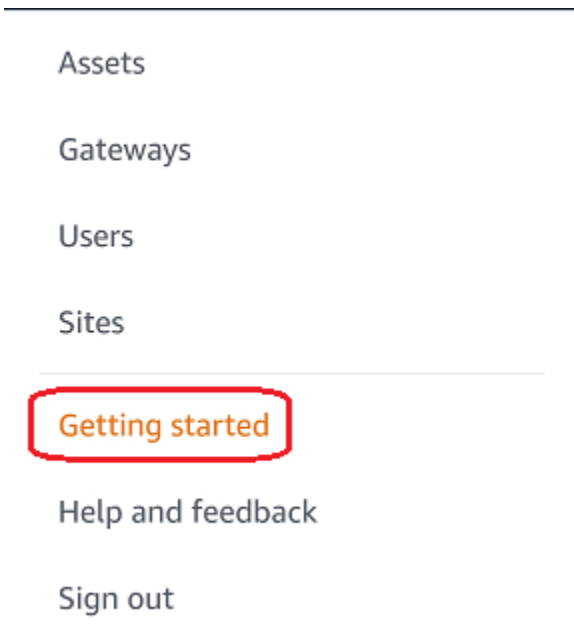 Assets
Gateways
Users
Sites
Getting started
Help and feedback
Sign out